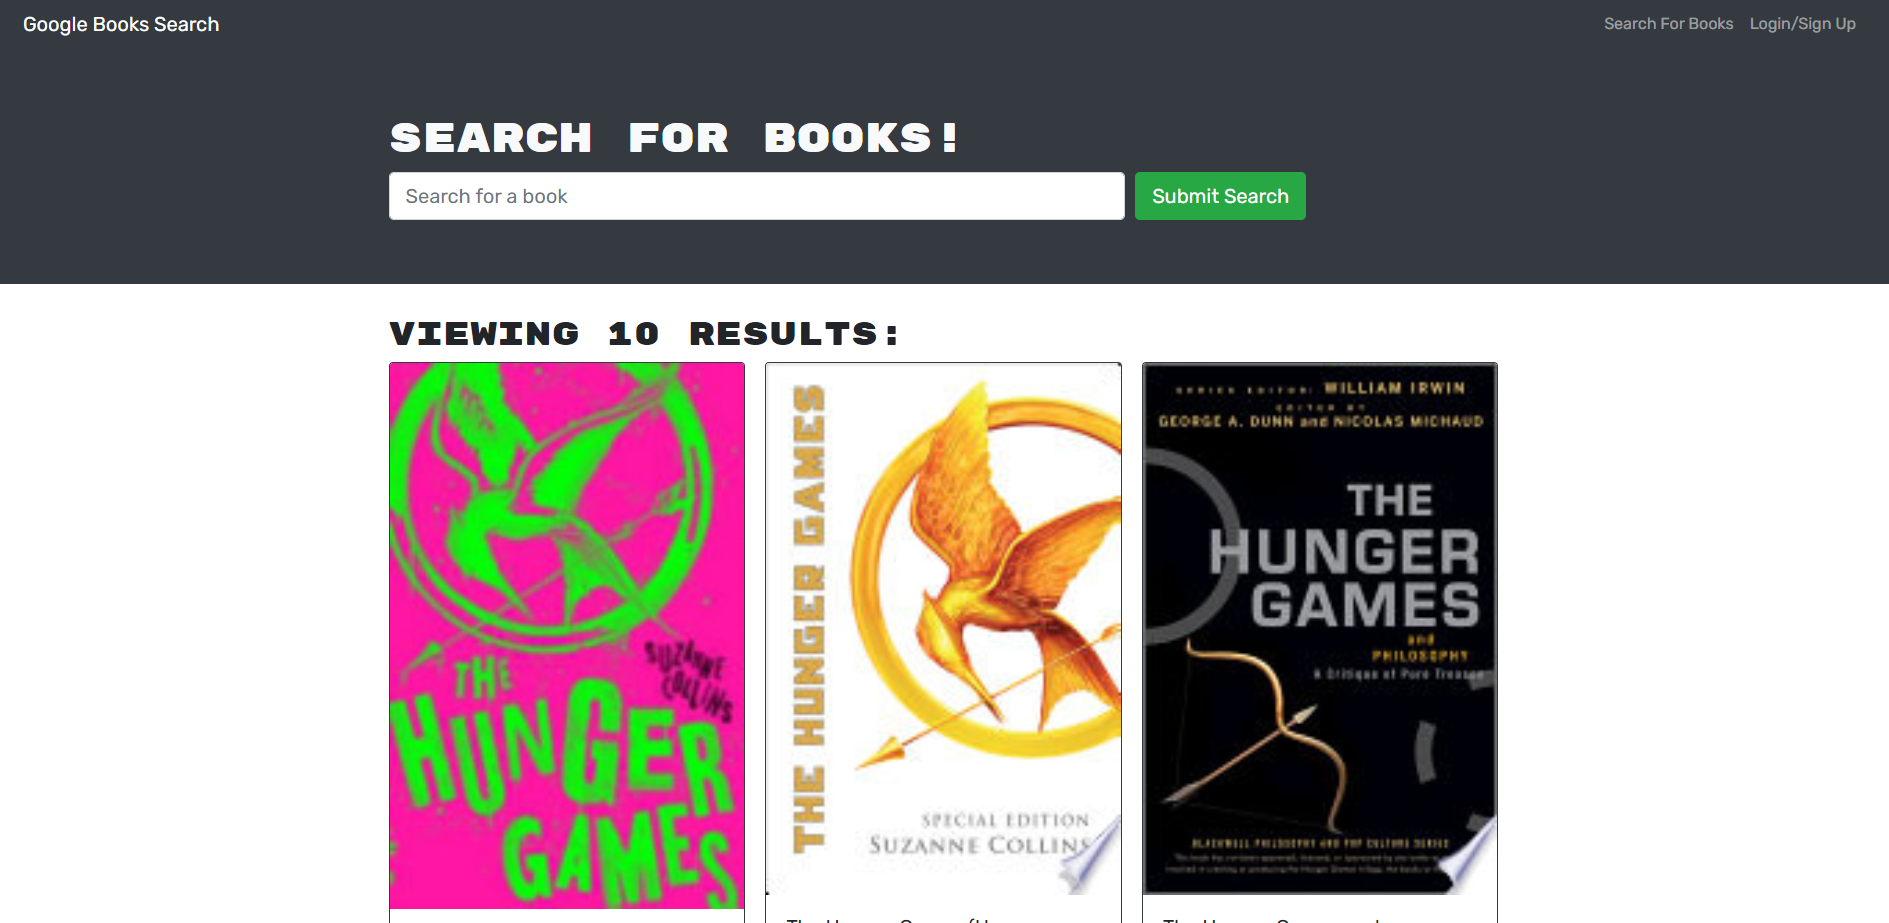 Google Books Search
Search For Books
Login/Sign Up
SEARCH FOR BOOKS!
Search for a book
Submit Search
VIEWING 10 RESULTS:
SUZANNE
COLLINS
THE
HUNGER
GAMES
THE HUNGER GAMES
SPECIAL EDITION
SUZANNE COLLINS
SERIES EDITOR: WILLIAM IRWIN
EDITED BY
GEORGE A. DUNN and NICOLAS MICHAUD
THE
HUNGER
GAMES
and
PHILOSOPHY
A Critique of Pure Treason
BLACKWELL PHILOSOPHY AND POP CULTURE SERIES